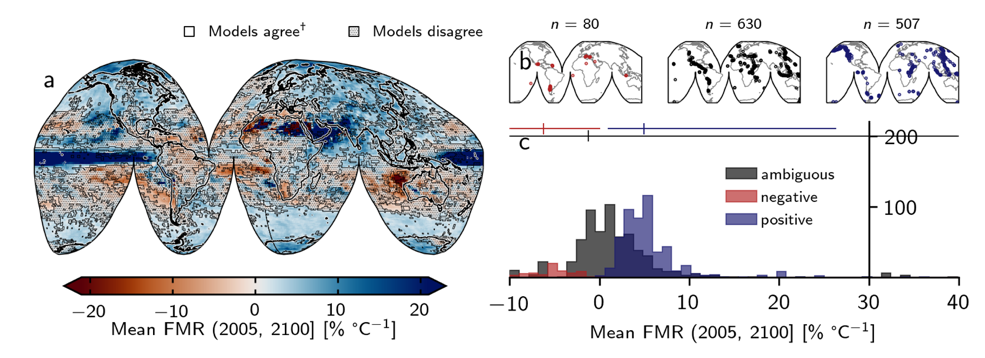 Models agree†
Models disagree
a
−20 −10 0 10 20
Mean FMR (2005, 2100) [% °C−1]
n = 80
n = 630
n = 507
b
c
200
100
ambiguous
negative
positive
−10 0 10 20 30 40
Mean FMR (2005, 2100) [% °C−1]